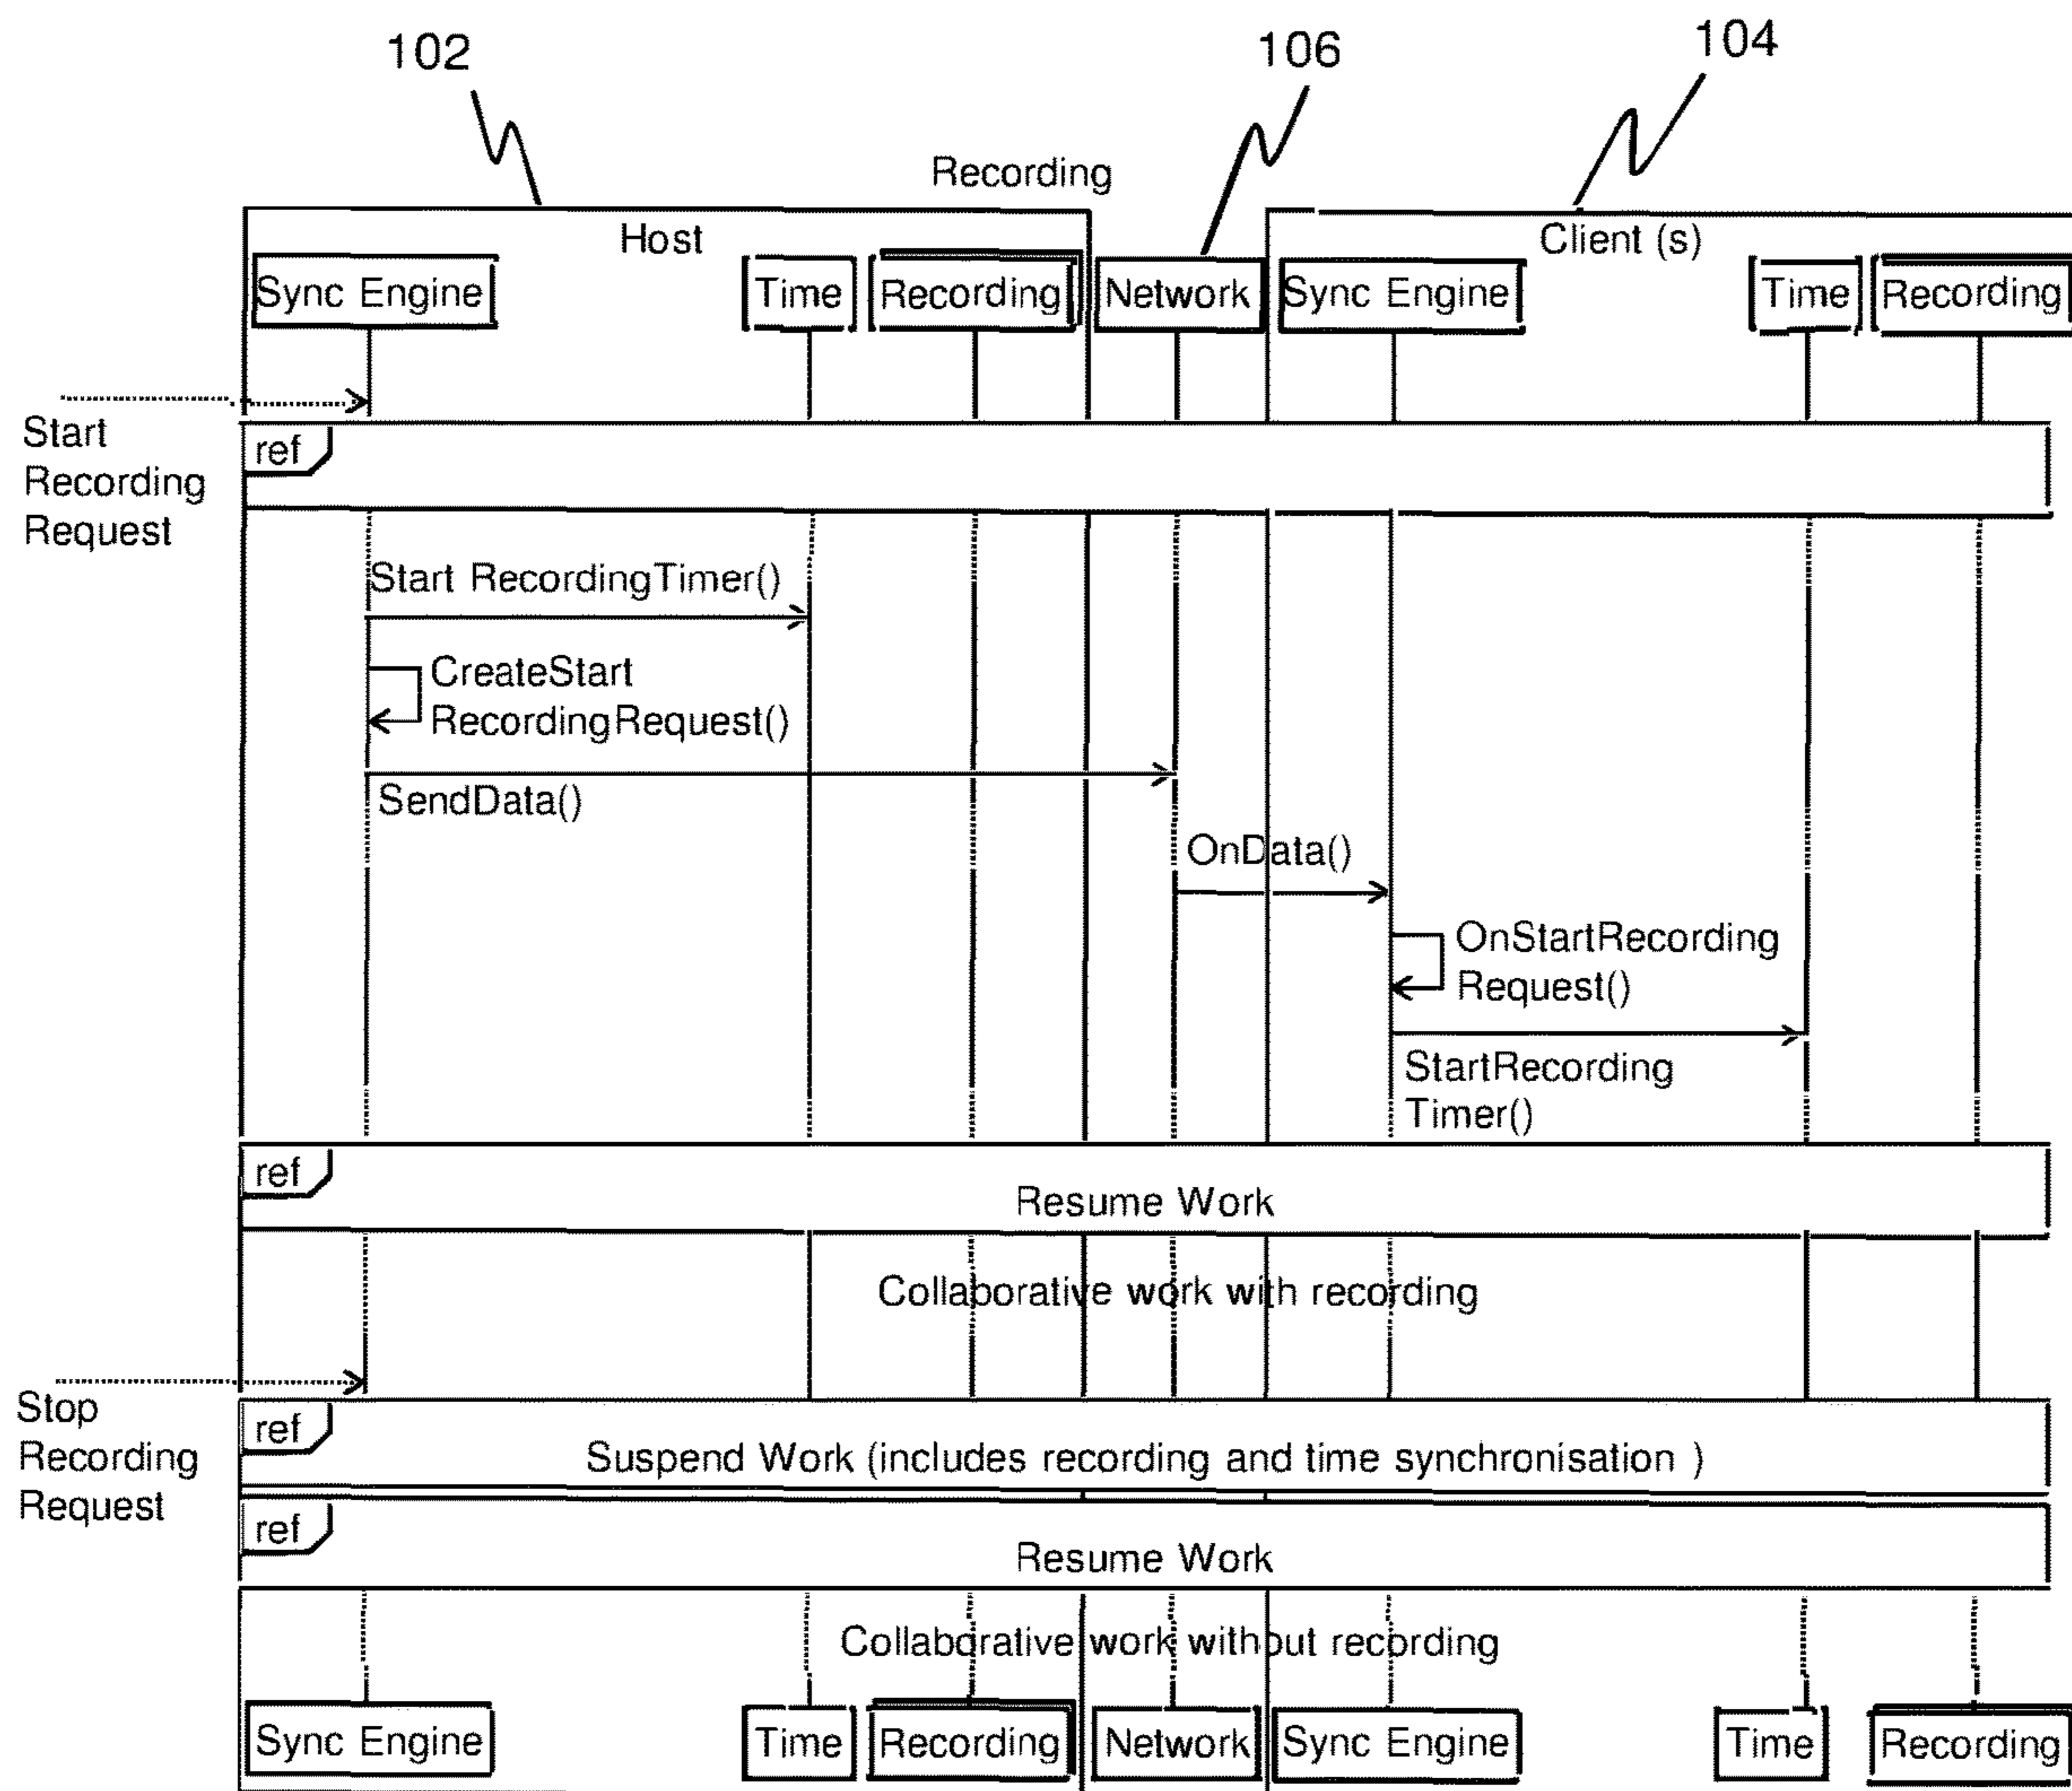 102
106
104
Recording
Host
Client (s)
Sync Engine
Time
Recording
Network
Sync Engine
Time
Recording
Start
Recording
Request
ref
Start RecordingTimer()
CreateStart
RecordingRequest()
SendData()
OnData()
OnStartRecording
Request()
StartRecording
Timer()
ref
Resume Work
Collaborative work with recording
Stop
Recording
Request
ref
Suspend Work (includes recording and time synchronisation )
ref
Resume Work
Collaborative work without recording
Sync Engine
Time
Recording
Network
Sync Engine
Time
Recording